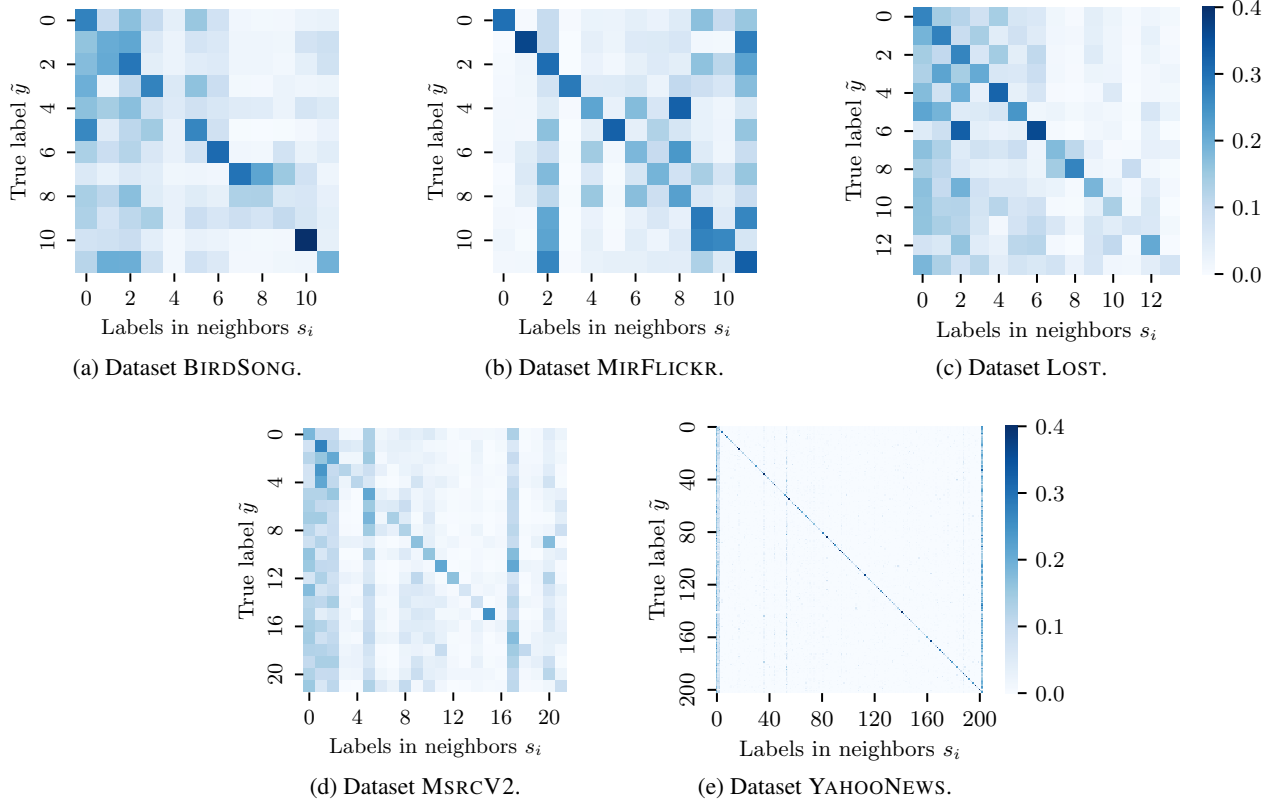 0
2
4
6
8
10
True label ỹ
0 2 4 6 8 10
Labels in neighbors sᵢ
(a) Dataset BIRDSONG.
0
2
4
6
8
10
True label ỹ
0 2 4 6 8 10
Labels in neighbors sᵢ
(b) Dataset MIRFLICKR.
0
2
4
6
8
10
12
True label ỹ
0 2 4 6 8 10 12
Labels in neighbors sᵢ
0.4
0.3
0.2
0.1
0.0
(c) Dataset LOST.
0
4
8
12
16
20
True label ỹ
0 4 8 12 16 20
Labels in neighbors sᵢ
(d) Dataset MSRCV2.
0
40
80
120
160
200
True label ỹ
0 40 80 120 160 200
Labels in neighbors sᵢ
0.4
0.3
0.2
0.1
0.0
(e) Dataset YAHOONEWS.